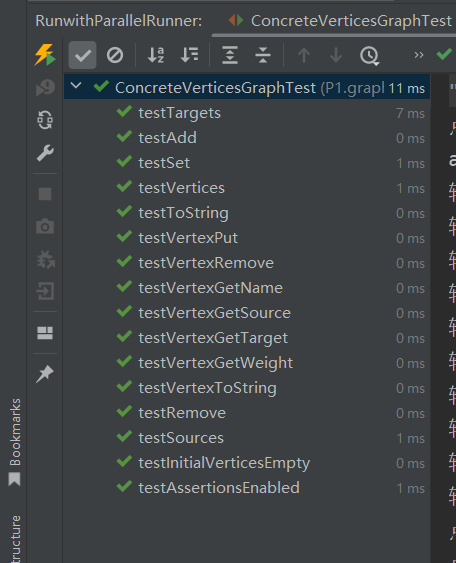 RunwithParallelRunner: ConcreteVerticesGraphTest
»
ConcreteVerticesGraphTest (P1.grapl 11 ms
testTargets 7 ms
testAdd 0 ms
testSet 1 ms
testVertices 1 ms
testToString 0 ms
testVertexPut 0 ms
testVertexRemove 0 ms
testVertexGetName 0 ms
testVertexGetSource 0 ms
testVertexGetTarget 0 ms
testVertexGetWeight 0 ms
testVertexToString 0 ms
testRemove 0 ms
testSources 1 ms
testInitialVerticesEmpty 0 ms
testAssertionsEnabled 1 ms
Bookmarks
tructure